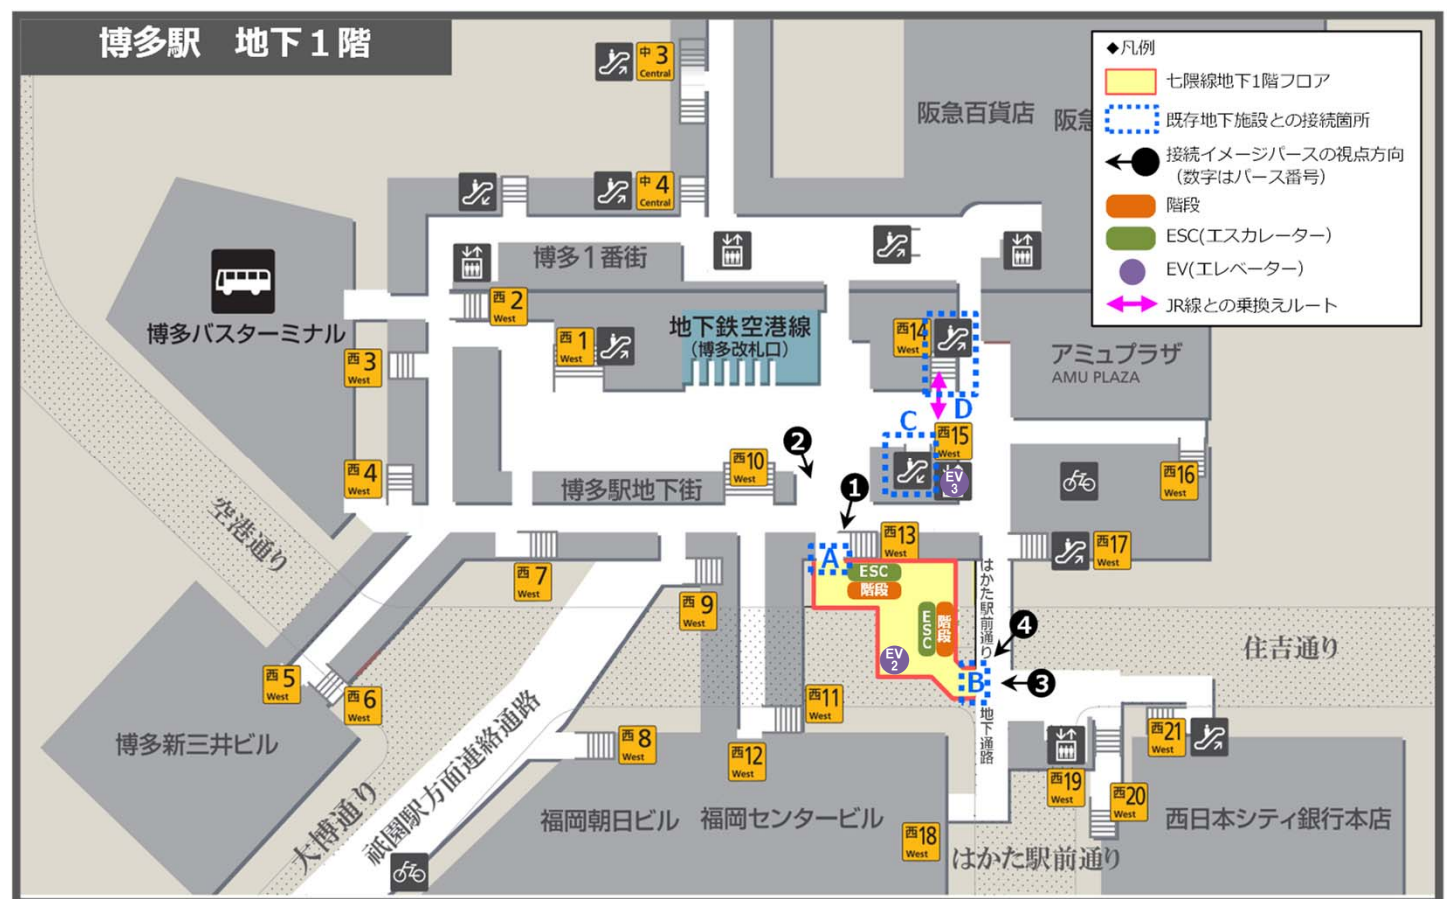 博多駅　地下１階
◆凡例
七隈線地下1階フロア
既存地下施設との接続箇所
接続イメージパースの視点方向
（数字はパース番号）
階段
ESC(エスカレーター)
EV(エレベーター)
JR線との乗換えルート
中3
Central
阪急百貨店
阪急
中4
Central
博多1番街
博多バスターミナル
西2
West
西1
West
地下鉄空港線
（博多改札口）
西14
West
アミュプラザ
AMU PLAZA
西3
West
D
C
西15
West
2
西10
West
西4
West
博多駅地下街
EV
3
西16
West
1
空港通り
西13
West
西17
West
A
ESC
階段
西7
West
西9
West
ESC
階段
はかた駅前通り
4
住吉通り
EV
2
B
3
西5
West
西6
West
西11
West
地下通路
博多新三井ビル
祇園駅方面連絡通路
西8
West
西12
West
西21
West
西19
West
西20
West
大博通り
福岡朝日ビル
福岡センタービル
西18
West
西日本シティ銀行本店
はかた駅前通り